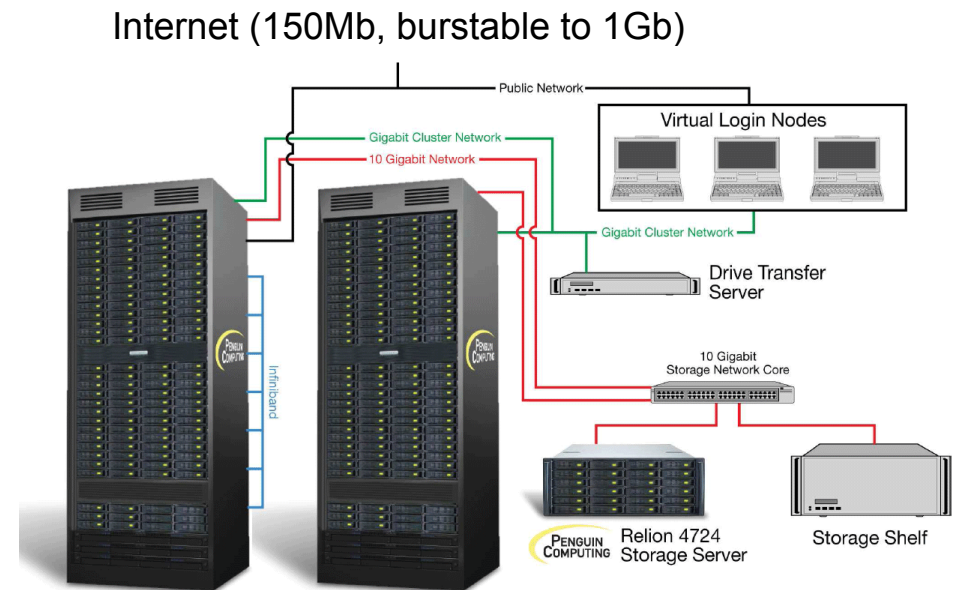 Internet (150Mb, burstable to 1Gb)
Public Network
Virtual Login Nodes
Gigabit Cluster Network
10 Gigabit Network
Gigabit Cluster Network
Drive Transfer
Server
PENGUIN
COMPUTING
PENGUIN
COMPUTING
Infiniband
10 Gigabit
Storage Network Core
PENGUIN
COMPUTING
Relion 4724
Storage Server
Storage Shelf